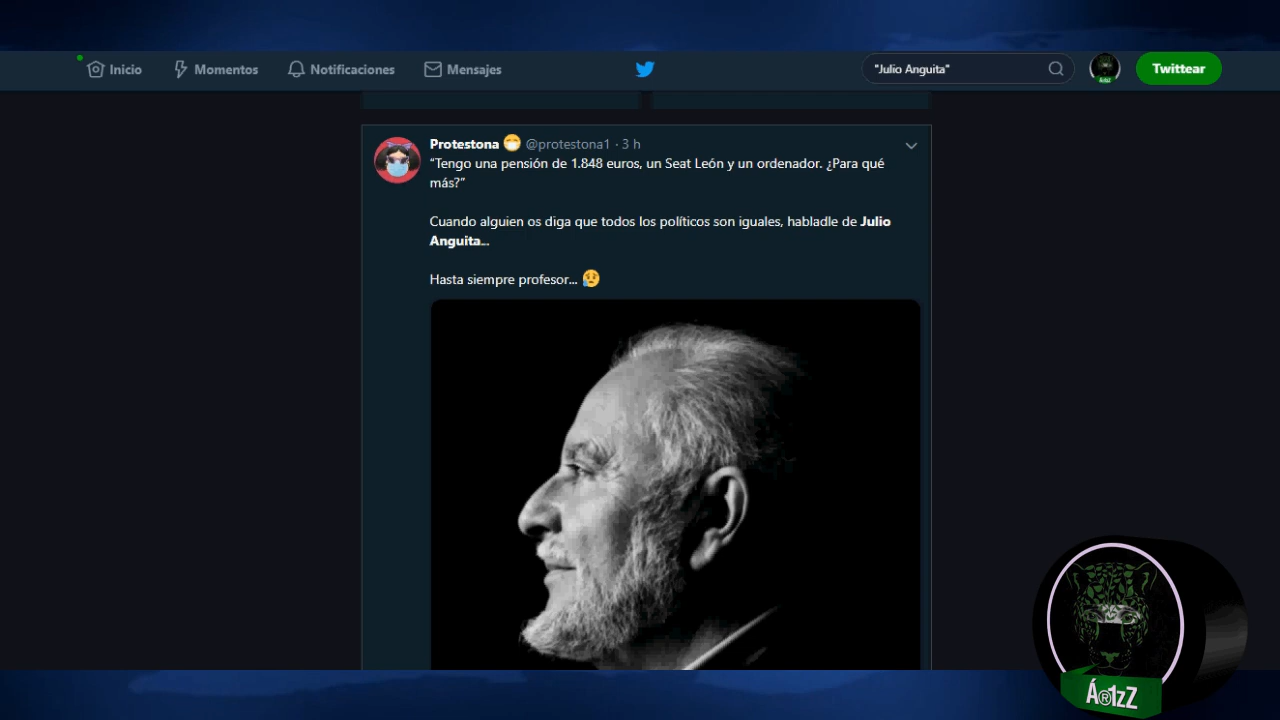 Inicio
Momentos
Notificaciones
Mensajes
"Julio Anguita"
Twittear
Protestona @protestona1 · 3 h
“Tengo una pensión de 1.848 euros, un Seat León y un ordenador. ¿Para qué
más?”
Cuando alguien os diga que todos los políticos son iguales, habladle de Julio
Anguita...
Hasta siempre profesor...
Á®1zZ